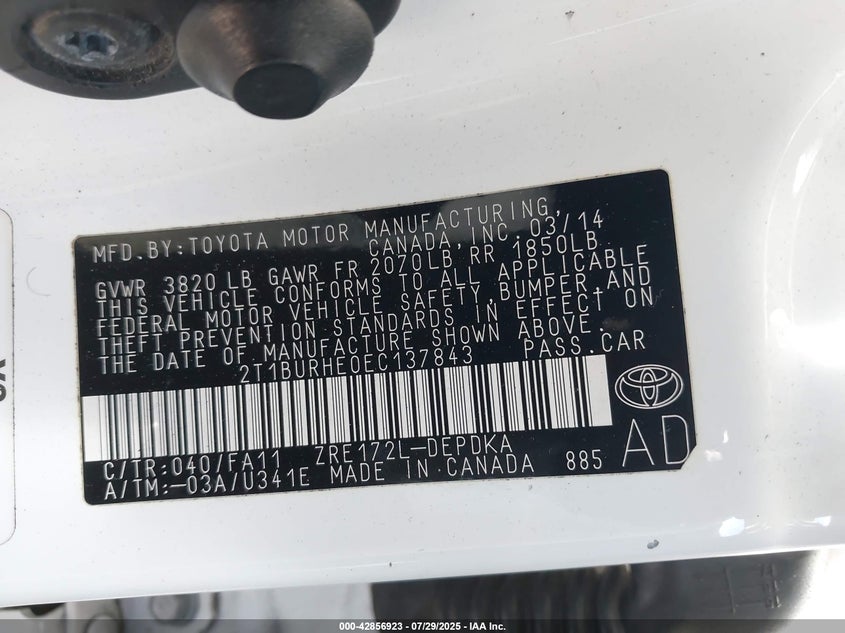 MFD. BY: TOYOTA MOTOR MANUFACTURING,
CANADA, INC. 03/14
GVWR 3820 LB GAWR FR 2070LB RR 1850LB
THIS VEHICLE CONFORMS TO ALL APPLICABLE
FEDERAL MOTOR VEHICLE SAFETY, BUMPER, AND
THEFT PREVENTION STANDARDS IN EFFECT ON
THE DATE OF MANUFACTURE SHOWN ABOVE.
2T1BURHE0EC137843 PASS. CAR
C/TR: 040/FA11 ZRE172L-DEPDKA
A/TM:-03A/U341E MADE IN CANADA 885
AD
000-42856923 / 07/29/2025 - IAA Inc.